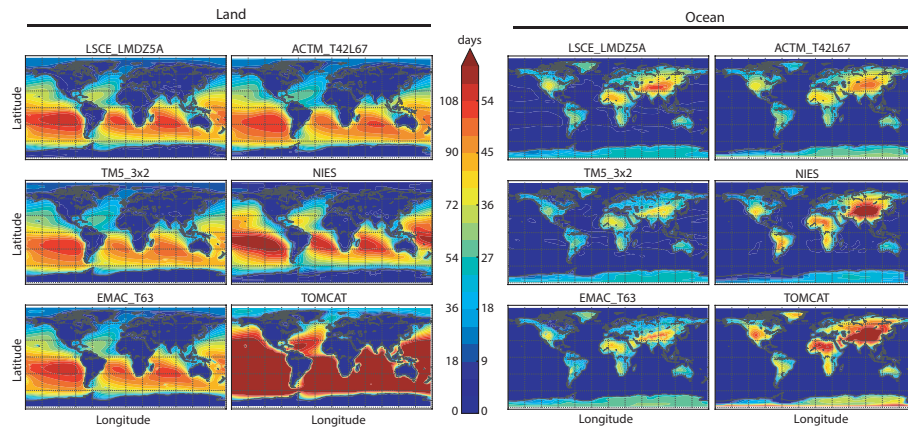 Land
Ocean
days
LSCE_LMDZ5A
ACTM_T42L67
LSCE_LMDZ5A
ACTM_T42L67
Latitude
108
54
90
45
TM5_3x2
NIES
TM5_3x2
NIES
Latitude
72
36
54
27
EMAC_T63
TOMCAT
EMAC_T63
TOMCAT
Latitude
36
18
18
9
0
0
Longitude
Longitude
Longitude
Longitude